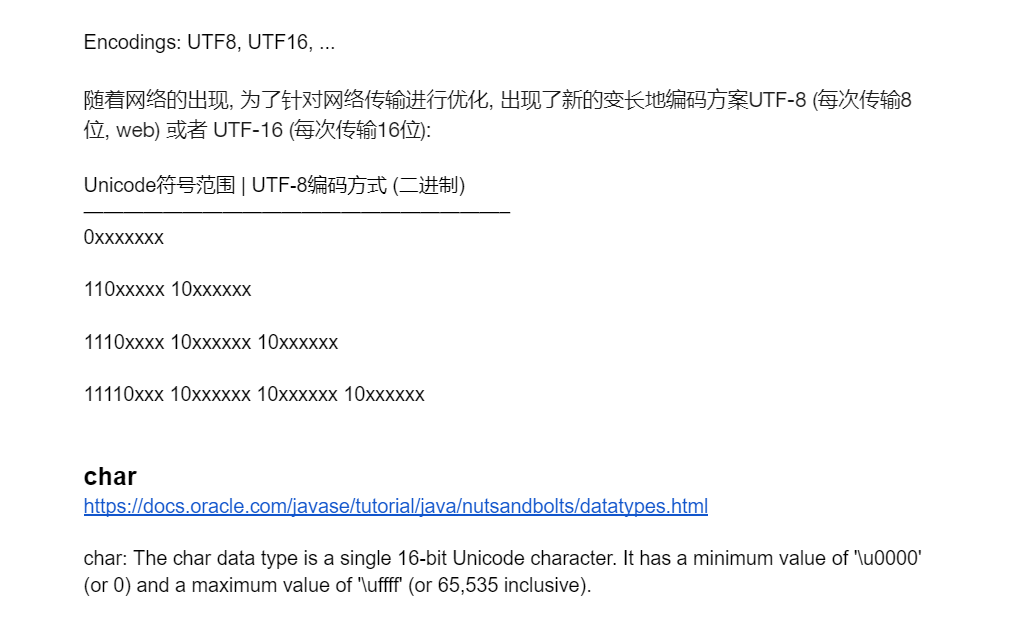 Encodings: UTF8, UTF16, ...
随着网络的出现, 为了针对网络传输进行优化, 出现了新的变长地编码方案UTF-8 (每次传输8
位, web) 或者 UTF-16 (每次传输16位):
Unicode符号范围 | UTF-8编码方式 (二进制)
—————————————————————–
0xxxxxxx
110xxxxx 10xxxxxx
1110xxxx 10xxxxxx 10xxxxxx
11110xxx 10xxxxxx 10xxxxxx 10xxxxxx
char
https://docs.oracle.com/javase/tutorial/java/nutsandbolts/datatypes.html
char: The char data type is a single 16-bit Unicode character. It has a minimum value of '\u0000'
(or 0) and a maximum value of '\uffff' (or 65,535 inclusive).